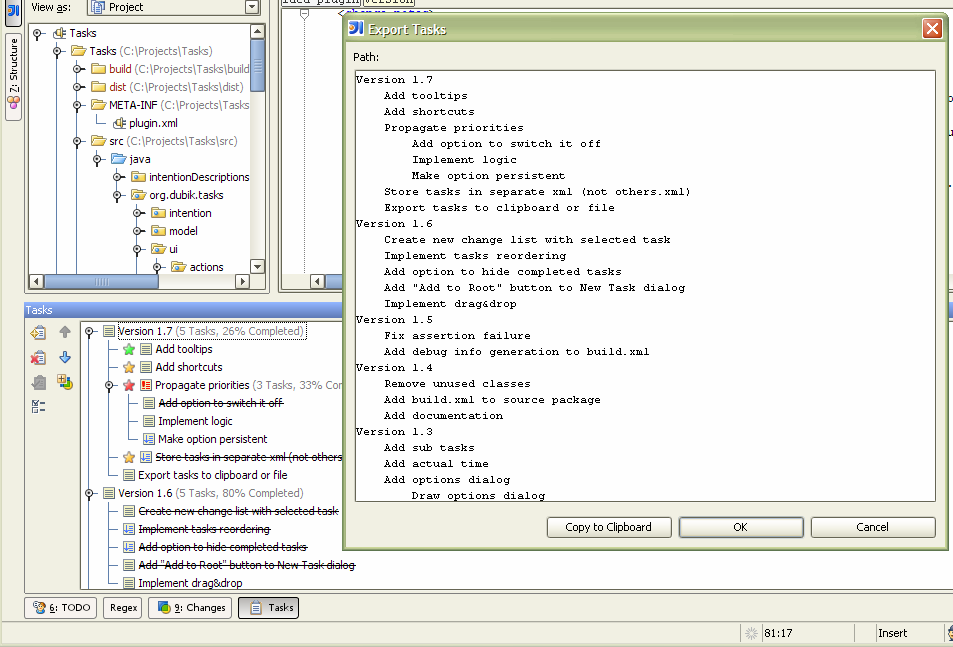 View as:
Project
idea-plugin
version
<change-notes>
Z: Structure
Tasks
Tasks (C:\Projects\Tasks)
build (C:\Projects\Tasks\build
dist (C:\Projects\Tasks\dist)
META-INF (C:\Projects\Tasks
plugin.xml
src (C:\Projects\Tasks\src)
java
intentionDescriptions
org.dubik.tasks
intention
model
ui
actions
Tasks
Version 1.7 (5 Tasks, 26% Completed)
Add tooltips
Add shortcuts
Propagate priorities (3 Tasks, 33% Co
Add option to switch it off
Implement logic
Make option persistent
Store tasks in separate xml (not others
Export tasks to clipboard or file
Version 1.6 (5 Tasks, 80% Completed)
Create new change list with selected task
Implement tasks reordering
Add option to hide completed tasks
Add "Add to Root" button to New Task dialog
Implement drag&drop
Export Tasks
Path:
Version 1.7
Add tooltips
Add shortcuts
Propagate priorities
Add option to switch it off
Implement logic
Make option persistent
Store tasks in separate xml (not others.xml)
Export tasks to clipboard or file
Version 1.6
Create new change list with selected task
Implement tasks reordering
Add option to hide completed tasks
Add "Add to Root" button to New Task dialog
Implement drag&drop
Version 1.5
Fix assertion failure
Add debug info generation to build.xml
Version 1.4
Remove unused classes
Add build.xml to source package
Add documentation
Version 1.3
Add sub tasks
Add actual time
Add options dialog
Draw options dialog
Copy to Clipboard
OK
Cancel
6: TODO
Regex
9: Changes
Tasks
81:17
Insert